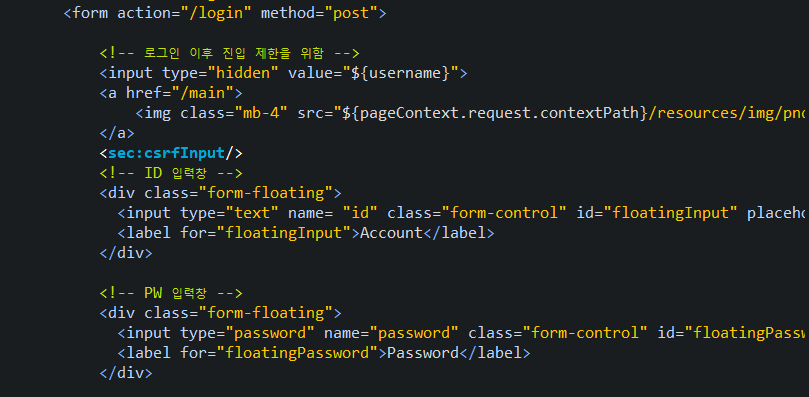 <form action="/login" method="post">
<!-- 로그인 이후 진입 제한을 위함 -->
<input type="hidden" value="${username}">
<a href="/main">
<img class="mb-4" src="${pageContext.request.contextPath}/resources/img/pnc
</a>
<sec:csrfInput/>
<!-- ID 입력창 -->
<div class="form-floating">
<input type="text" name= "id" class="form-control" id="floatingInput" placeho
<label for="floatingInput">Account</label>
</div>
<!-- PW 입력창 -->
<div class="form-floating">
<input type="password" name="password" class="form-control" id="floatingPassw
<label for="floatingPassword">Password</label>
</div>